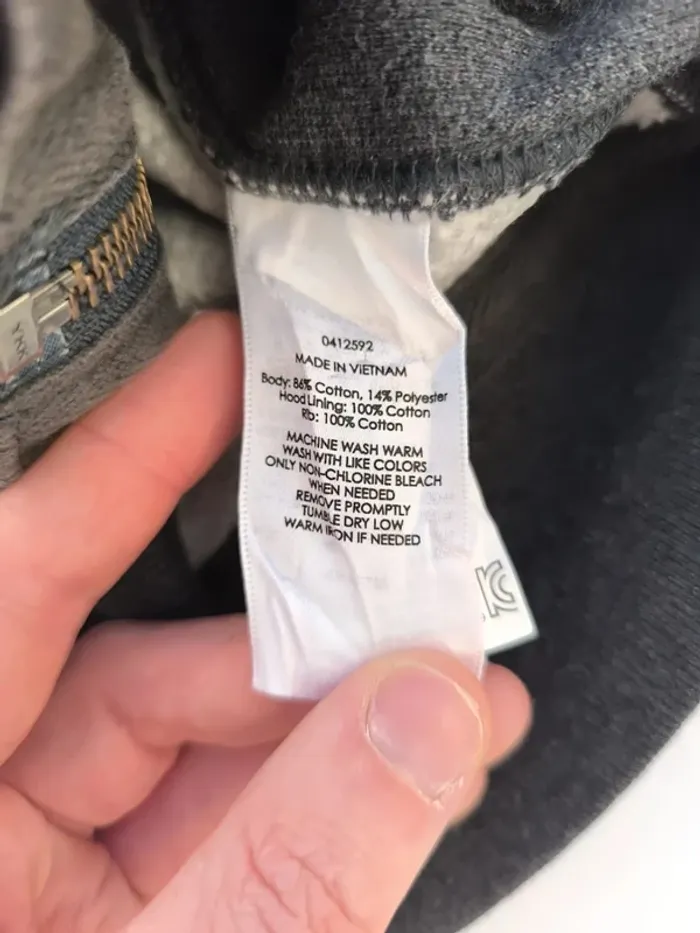 0412592
MADE IN VIETNAM
Body: 86% Cotton, 14% Polyester
Hood Lining: 100% Cotton
Rib: 100% Cotton
MACHINE WASH WARM
WASH WITH LIKE COLORS
ONLY NON-CHLORINE BLEACH
WHEN NEEDED
REMOVE PROMPTLY
TUMBLE DRY LOW
WARM IRON IF NEEDED